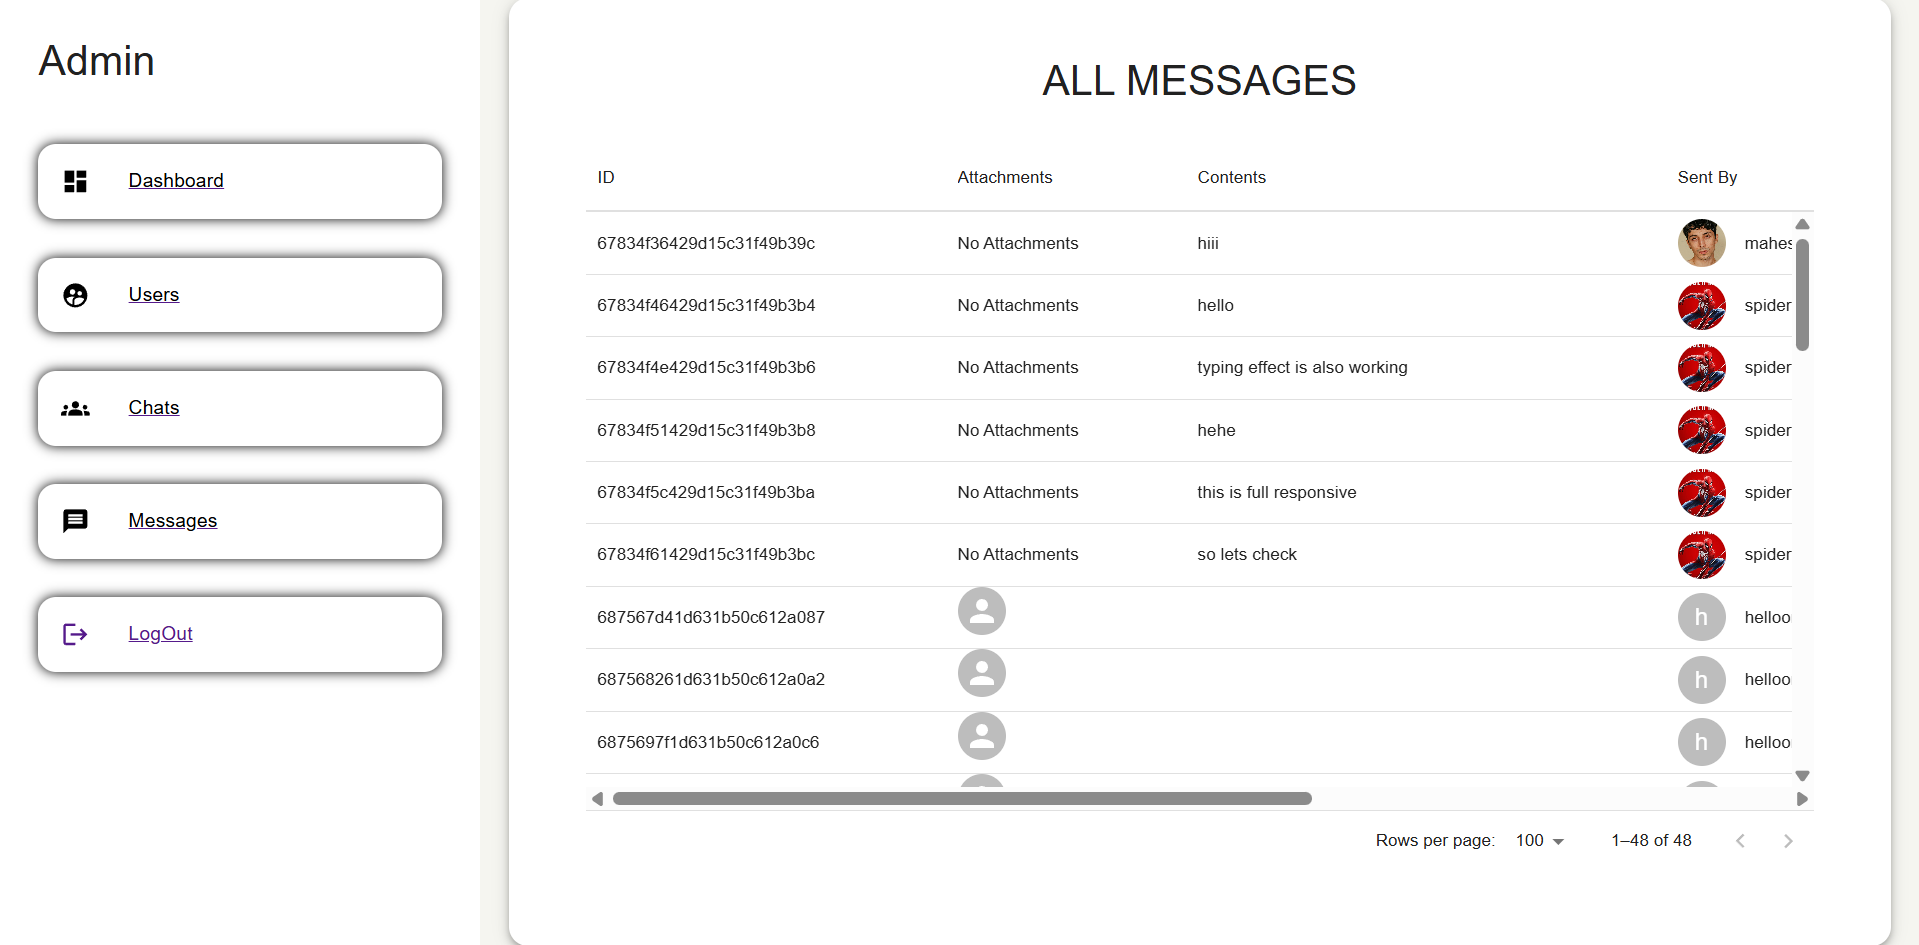 Admin
Dashboard
Users
Chats
Messages
LogOut
ALL MESSAGES
ID Attachments Contents Sent By
67834f36429d15c31f49b39c No Attachments hiii mahes
67834f46429d15c31f49b3b4 No Attachments hello spider
67834f4e429d15c31f49b3b6 No Attachments typing effect is also working spider
67834f51429d15c31f49b3b8 No Attachments hehe spider
67834f5c429d15c31f49b3ba No Attachments this is full responsive spider
67834f61429d15c31f49b3bc No Attachments so lets check spider
687567d41d631b50c612a087 h helloo
687568261d631b50c612a0a2 h helloo
6875697f1d631b50c612a0c6 h helloo
Rows per page: 100 1–48 of 48